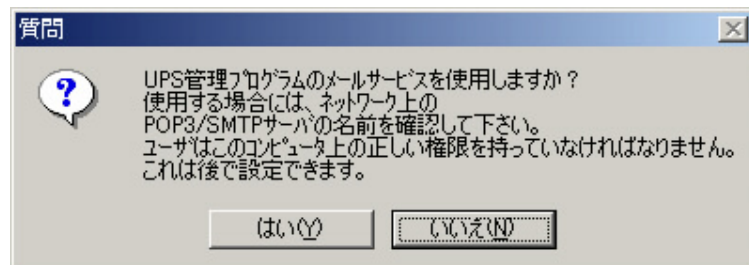 質問
UPS管理ﾌﾟﾛｸﾞﾗﾑのﾒｰﾙｻｰﾋﾞｽを使用しますか？
使用する場合には、ﾈｯﾄﾜｰｸ上の
POP3/SMTPｻｰﾊﾞの名前を確認して下さい。
ﾕｰｻﾞはこのｺﾝﾋﾟｭｰﾀ上の正しい権限を持っていなければなりません。
これは後で設定できます。
はい(Y)
いいえ(N)